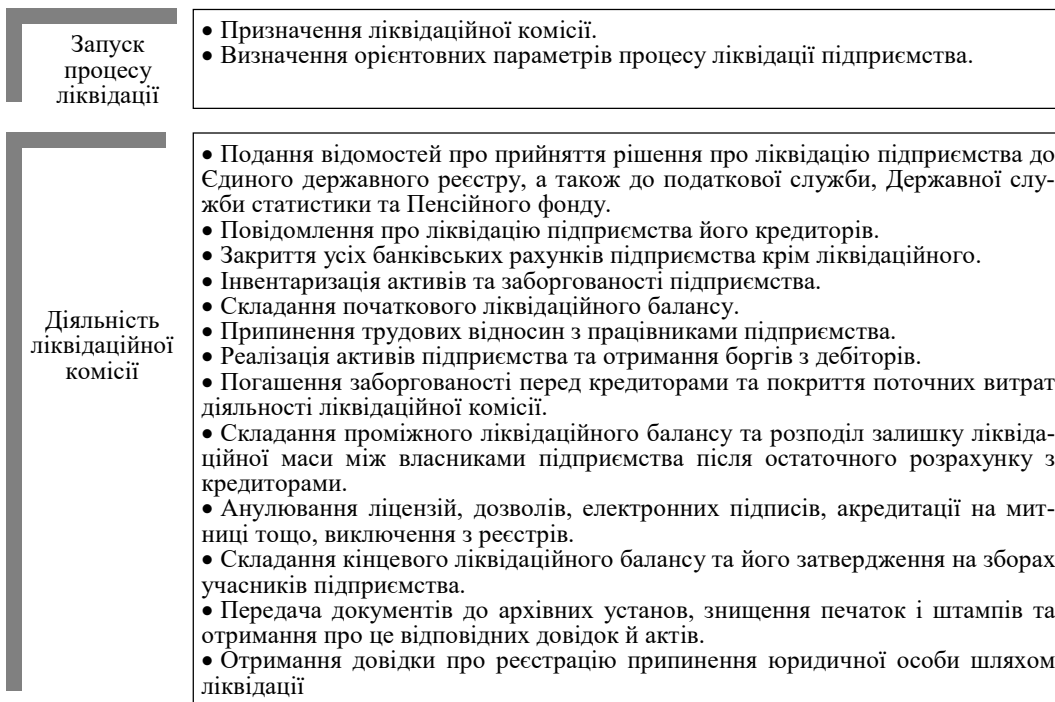 Запуск
процесу
ліквідації
• Призначення ліквідаційної комісії.
• Визначення орієнтовних параметрів процесу ліквідації підприємства.
Діяльність
ліквідаційної
комісії
• Подання відомостей про прийняття рішення про ліквідацію підприємства до
Єдиного державного реєстру, а також до податкової служби, Державної слу-
жби статистики та Пенсійного фонду.
• Повідомлення про ліквідацію підприємства його кредиторів.
• Закриття усіх банківських рахунків підприємства крім ліквідаційного.
• Інвентаризація активів та заборгованості підприємства.
• Складання початкового ліквідаційного балансу.
• Припинення трудових відносин з працівниками підприємства.
• Реалізація активів підприємства та отримання боргів з дебіторів.
• Погашення заборгованості перед кредиторами та покриття поточних витрат
діяльності ліквідаційної комісії.
• Складання проміжного ліквідаційного балансу та розподіл залишку ліквіда-
ційної маси між власниками підприємства після остаточного розрахунку з
кредиторами.
• Анулювання ліцензій, дозволів, електронних підписів, акредитації на мит-
ниці тощо, виключення з реєстрів.
• Складання кінцевого ліквідаційного балансу та його затвердження на зборах
учасників підприємства.
• Передача документів до архівних установ, знищення печаток і штампів та
отримання про це відповідних довідок й актів.
• Отримання довідки про реєстрацію припинення юридичної особи шляхом
ліквідації